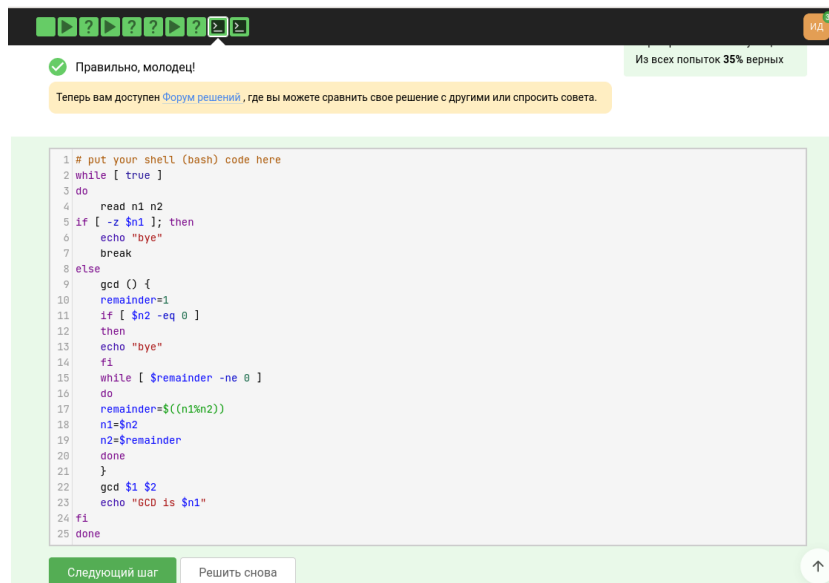 ИД
Из всех попыток 35% верных
Правильно, молодец!
Теперь вам доступен Форум решений , где вы можете сравнить свое решение с другими или спросить совета.
1 # put your shell (bash) code here
2 while [ true ]
3 do
4     read n1 n2
5 if [ -z $n1 ]; then
6     echo "bye"
7     break
8 else
9     gcd () {
10     remainder=1
11     if [ $n2 -eq 0 ]
12     then
13     echo "bye"
14     fi
15     while [ $remainder -ne 0 ]
16     do
17     remainder=$((n1%n2))
18     n1=$n2
19     n2=$remainder
20     done
21     }
22     gcd $1 $2
23     echo "GCD is $n1"
24 fi
25 done
Следующий шаг
Решить снова